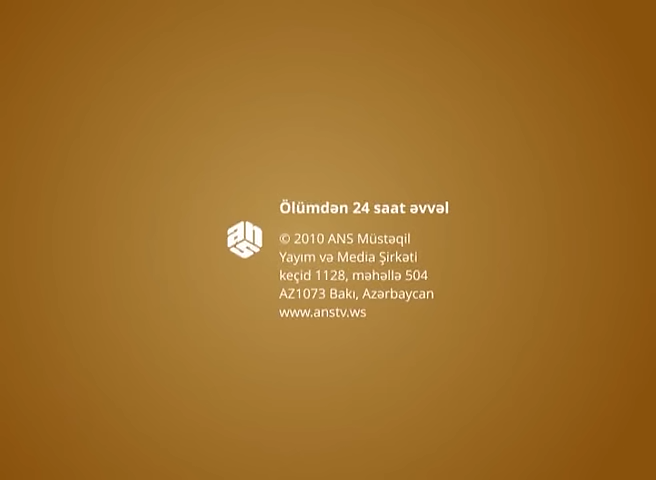 ans
Ölümdən 24 saat əvvəl
© 2010 ANS Müstəqil
Yayım və Media Şirkəti
keçid 1128, məhəllə 504
AZ1073 Bakı, Azərbaycan
www.anstv.ws